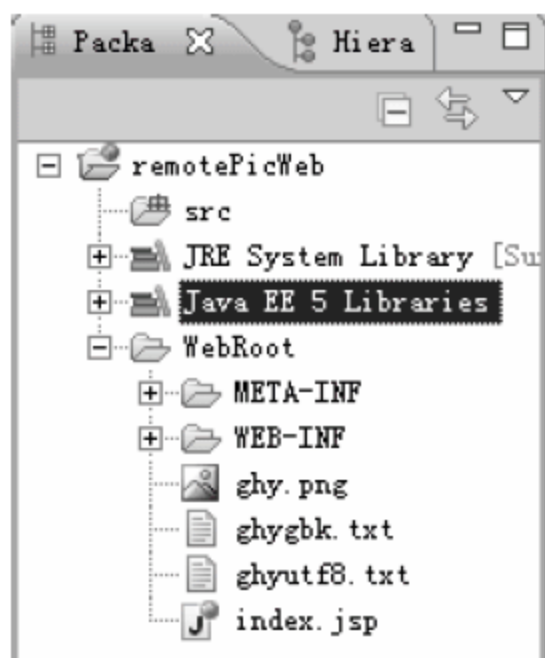 Packa Hiera
remotePicWeb
src
JRE System Library [Su
Java EE 5 Libraries
WebRoot
META-INF
WEB-INF
ghy.png
ghygbk.txt
ghyutf8.txt
index.jsp